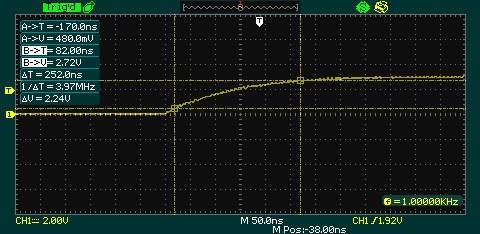 Trig'd
T
A->T = -170.0ns
A->V = 480.0mV
B->T = 82.00ns
B->V = 2.72V
ΔT = 252.0ns
1/ΔT = 3.97MHz
ΔV = 2.24V
T
1
f = 1.00000KHz
CH1 2.00V M 50.0ns CH1 /1.92V
M Pos:-38.00ns